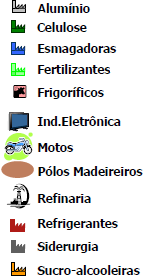 Alumínio
Celulose
Esmagadoras
Fertilizantes
Frigoríficos
Ind.Eletrônica
Motos
Pólos Madeireiros
Refinaria
Refrigerantes
Siderurgia
Sucro-alcooleiras